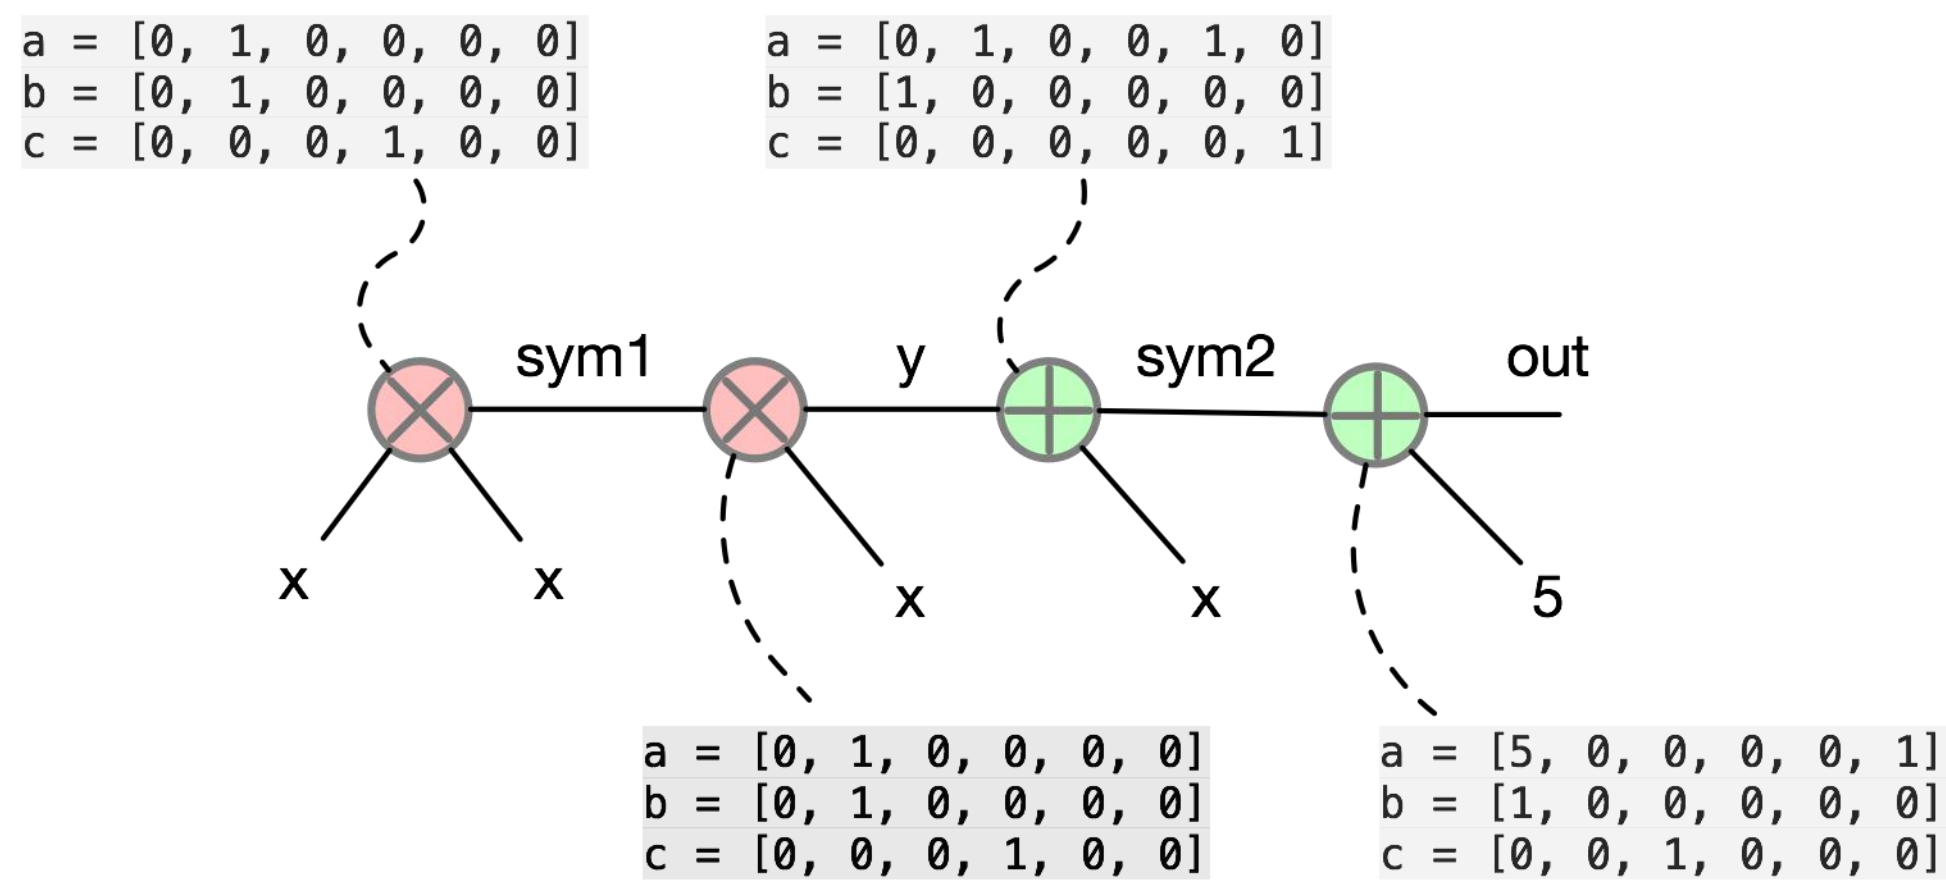 a = [0, 1, 0, 0, 0, 0]
b = [0, 1, 0, 0, 0, 0]
c = [0, 0, 0, 1, 0, 0]
a = [0, 1, 0, 0, 1, 0]
b = [1, 0, 0, 0, 0, 0]
c = [0, 0, 0, 0, 0, 1]
sym1
y
sym2
out
x
x
x
x
5
a = [0, 1, 0, 0, 0, 0]
b = [0, 1, 0, 0, 0, 0]
c = [0, 0, 0, 1, 0, 0]
a = [5, 0, 0, 0, 0, 1]
b = [1, 0, 0, 0, 0, 0]
c = [0, 0, 1, 0, 0, 0]